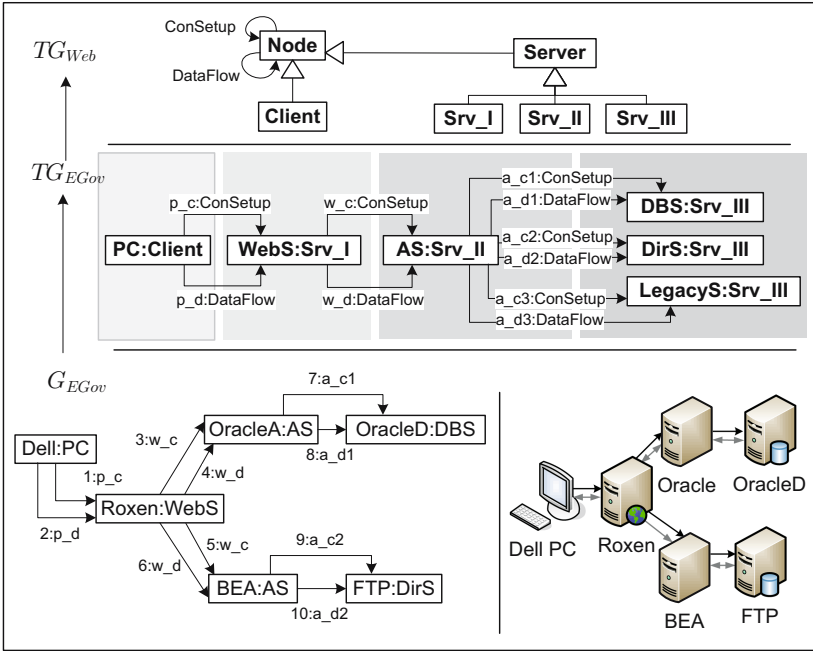 ConSetup
TG_Web
Node
Server
DataFlow
Client
Srv_I
Srv_II
Srv_III
TG_EGov
a_c1:ConSetup
p_c:ConSetup
w_c:ConSetup
a_d1:DataFlow
DBS:Srv_III
PC:Client
WebS:Srv_I
AS:Srv_II
a_c2:ConSetup
DirS:Srv_III
a_d2:DataFlow
LegacyS:Srv_III
p_d:DataFlow
w_d:DataFlow
a_c3:ConSetup
a_d3:DataFlow
G_EGov
7:a_c1
3:w_c
OracleA:AS
OracleD:DBS
Dell:PC
8:a_d1
1:p_c
4:w_d
Roxen:WebS
2:p_d
5:w_c
9:a_c2
6:w_d
BEA:AS
FTP:DirS
10:a_d2
Oracle
OracleD
Dell PC
Roxen
BEA
FTP